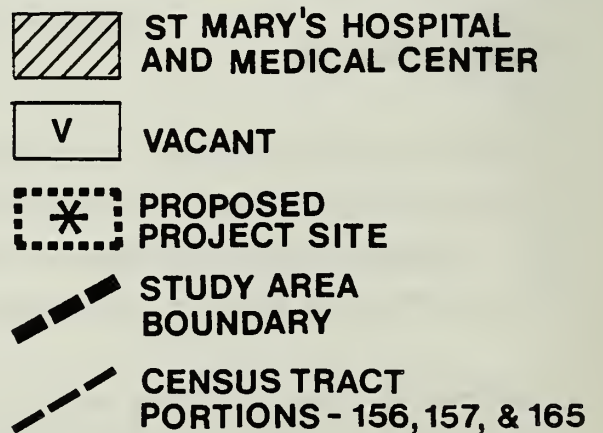 ST MARY'S HOSPITAL
AND MEDICAL CENTER
V VACANT
* PROPOSED
PROJECT SITE
STUDY AREA
BOUNDARY
CENSUS TRACT
PORTIONS - 156, 157, & 165